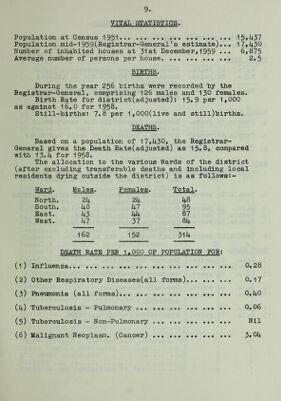 9.
VITAL STATISTICS.
Population at Census 1951... ... ... ... ... ... ... 15,437
Population mid-1959(Registrar-General's estimate)... 17,430
Number of inhabited houses at 31st December,1959 ... 6,875
Average number of persons per house. ... ... ... ... 2.5
BIRTHS.
During the year 256 births were recorded by the
Registrar-General, comprising 126 males and 130 females.
Birth Rate for district(adjusted): 15.9 per 1,000
as against 16.0 for 1958.
Still-births: 7.8 per 1,000(live and still)births.
DEATHS.
Based on a population of 17,430, the Registrar-
General gives the Death Rate(adjusted) as 15.8, compared
with 13.4 for 1958.
The allocation to the various Wards of the district
(after excluding transferable deaths and including local
residents dying outside the district) is as follows:-
Ward. Males. Females. Total.
North. 24 24 48
South. 48 47 95
East. 43 44 87
West. 47 37 84
162 152 314
DEATH RATE PER 1,000 OF POPULATION FOR:
(1) Influenza... ... ... ... ... ... ... ... ... 0.28
(2) Other Respiratory Diseases(all forms)... ... ... 0.17
(3) Pneumonia (all forms)... ... ... ... ... ... 0.40
(4) Tuberculosis - Pulmonary ... ... ... ... ... 0.06
(5) Tuberculosis - Non-Pulmonary ... ... ... ... Nil
(6) Malignant Neoplasm. (Cancer) ... ... ... ... 3.04